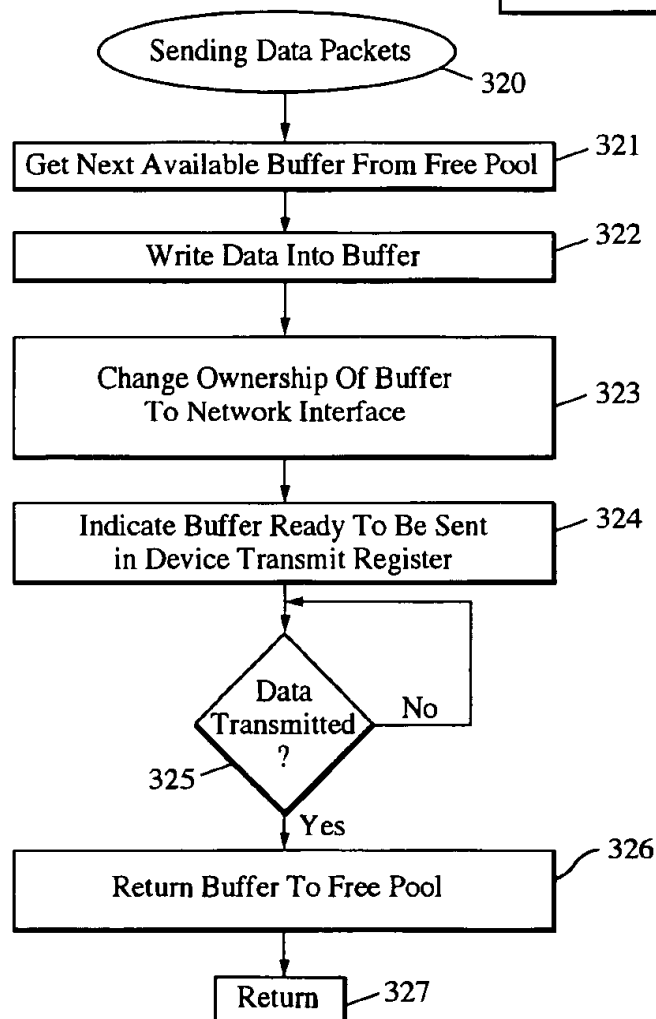 Sending Data Packets
320
Get Next Available Buffer From Free Pool
321
Write Data Into Buffer
322
Change Ownership Of Buffer
To Network Interface
323
Indicate Buffer Ready To Be Sent
in Device Transmit Register
324
Data
Transmitted
?
No
325
Yes
Return Buffer To Free Pool
326
Return
327